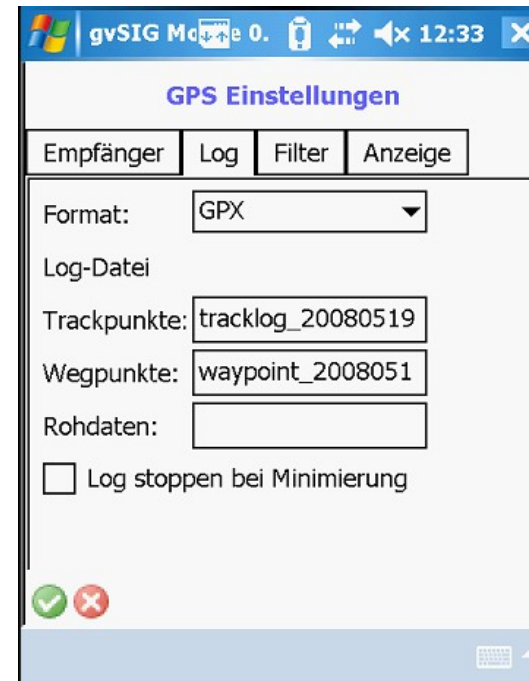 gvSIG Mo e 0. 12:33
GPS Einstellungen
Empfänger Log Filter Anzeige
Format: GPX
Log-Datei
Trackpunkte: tracklog_20080519
Wegpunkte: waypoint_2008051
Rohdaten:
Log stoppen bei Minimierung